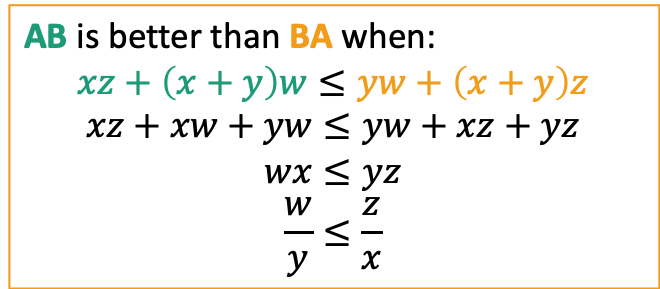 AB is better than BA when:
xz + (x + y)w ≤ yw + (x + y)z
xz + xw + yw ≤ yw + xz + yz
wx ≤ yz
w/y ≤ z/x